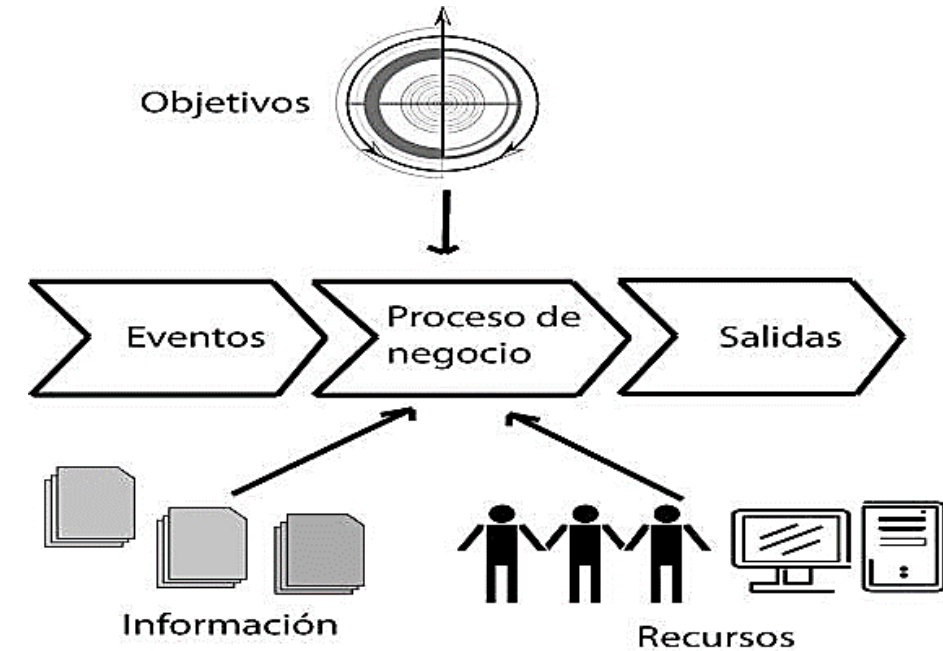 Objetivos
Eventos
Proceso de
negocio
Salidas
Información
Recursos